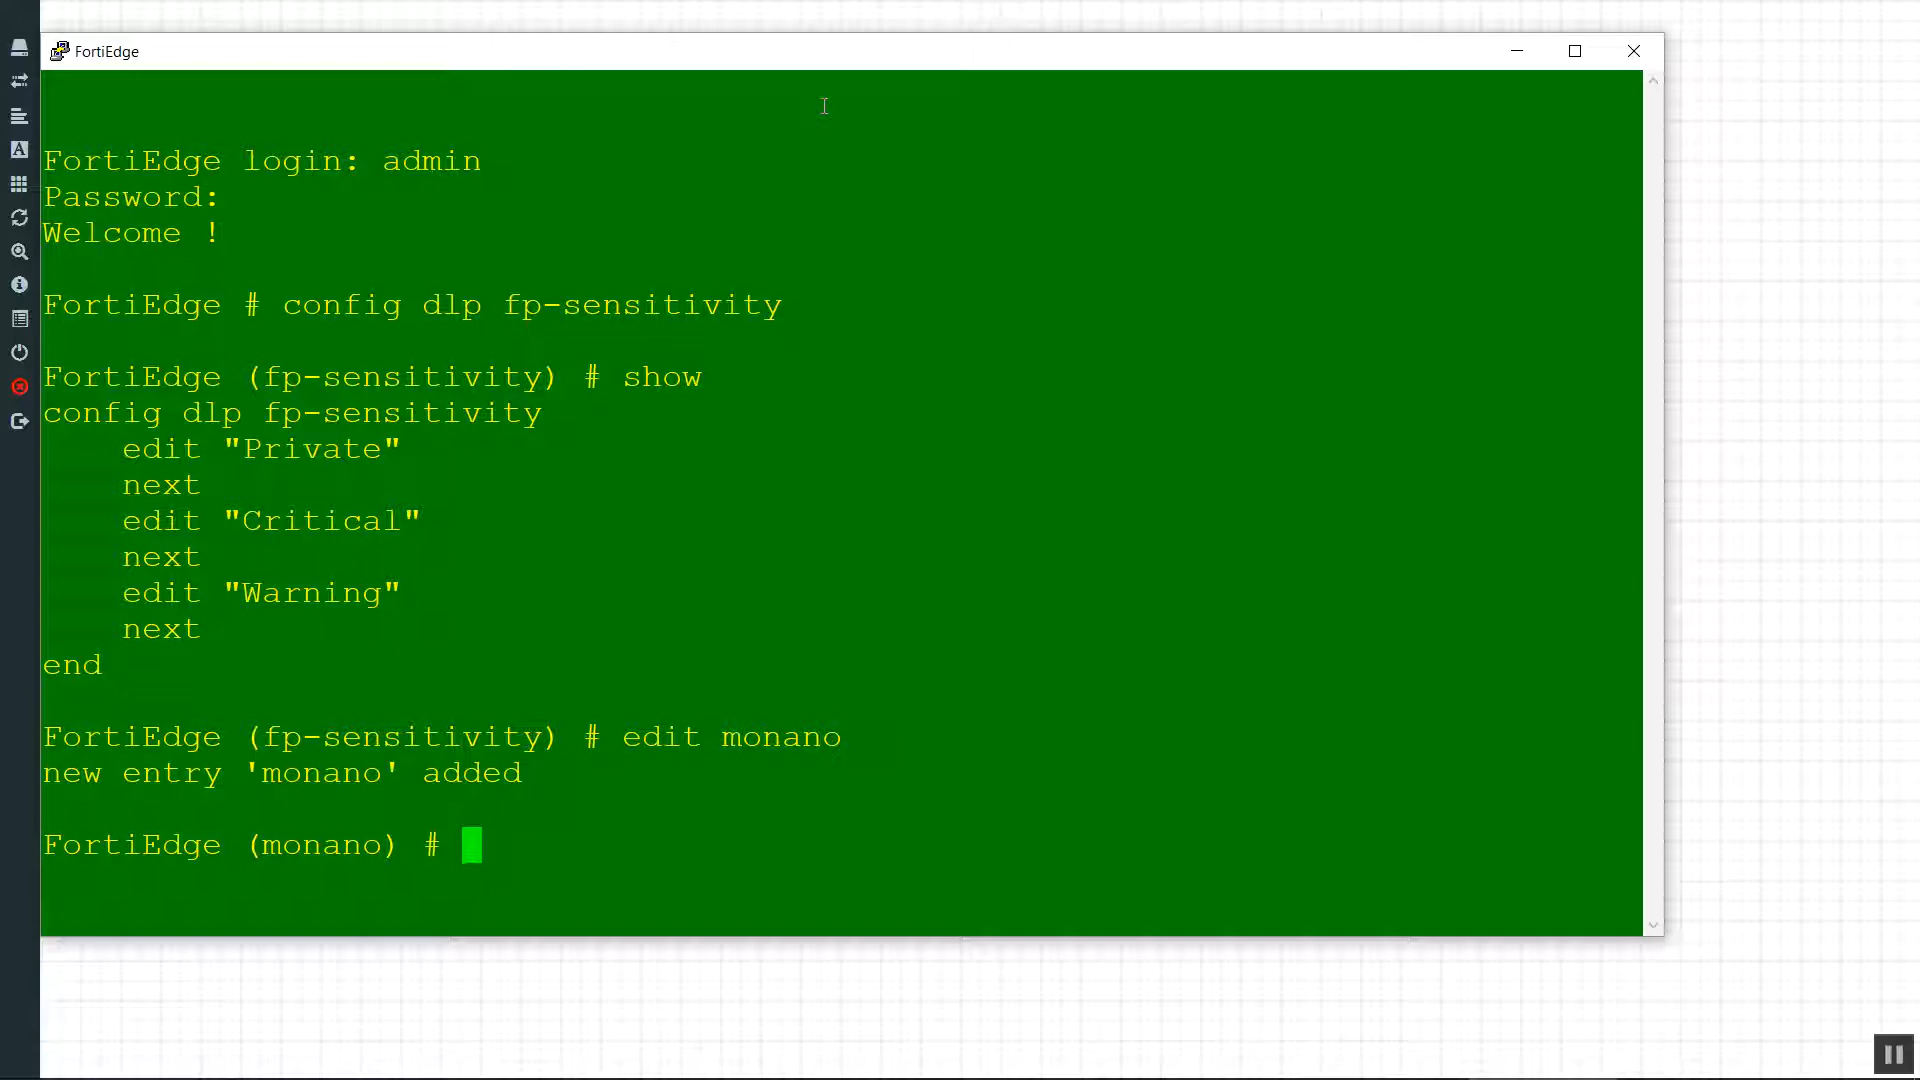 FortiEdge
FortiEdge login: admin
Password:
Welcome !
FortiEdge # config dlp fp-sensitivity
FortiEdge (fp-sensitivity) # show
config dlp fp-sensitivity
    edit "Private"
    next
    edit "Critical"
    next
    edit "Warning"
    next
end
FortiEdge (fp-sensitivity) # edit monano
new entry 'monano' added
FortiEdge (monano) #